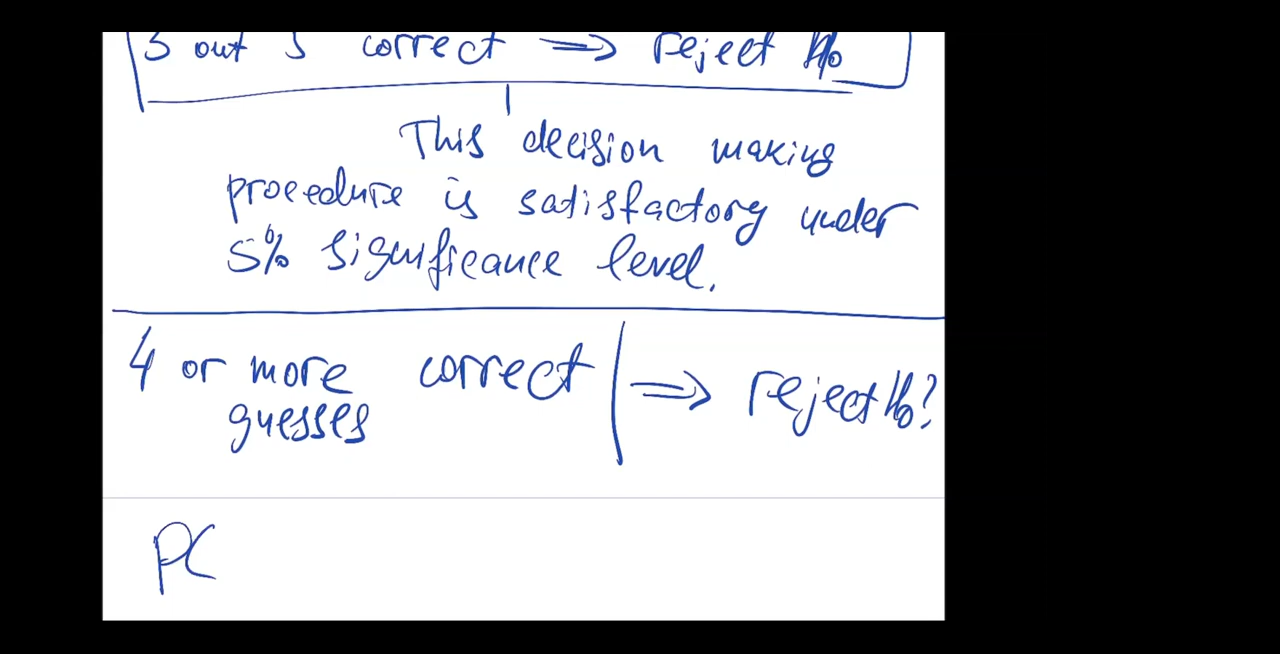 5 out 5 correct ⇒ reject H₀
This decision making
procedure is satisfactory under
5% significance level.
4 or more correct ⇒ reject H₀?
guesses
P(